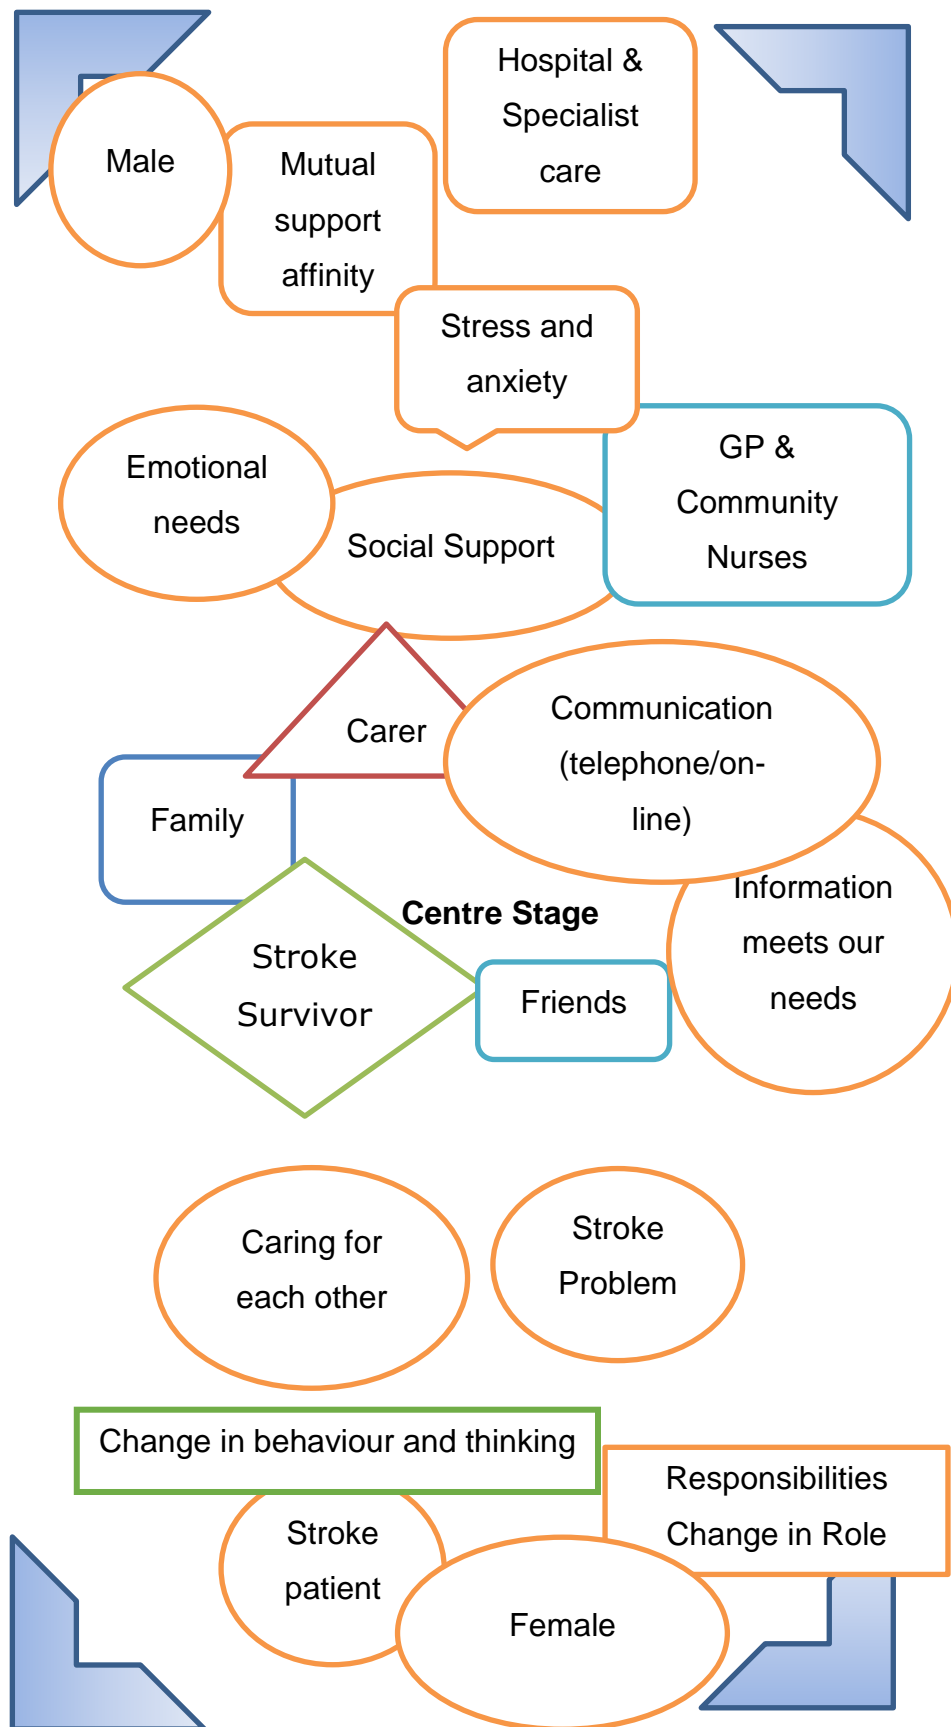 Hospital &
Specialist
care
Male
Mutual
support
affinity
Stress and
anxiety
GP &
Community
Nurses
Emotional
needs
Social Support
Carer
Communication
(telephone/on-
line)
Family
Information
meets our
needs
Centre Stage
Stroke
Survivor
Friends
Caring for
each other
Stroke
Problem
Change in behaviour and thinking
Responsibilities
Change in Role
Stroke
patient
Female